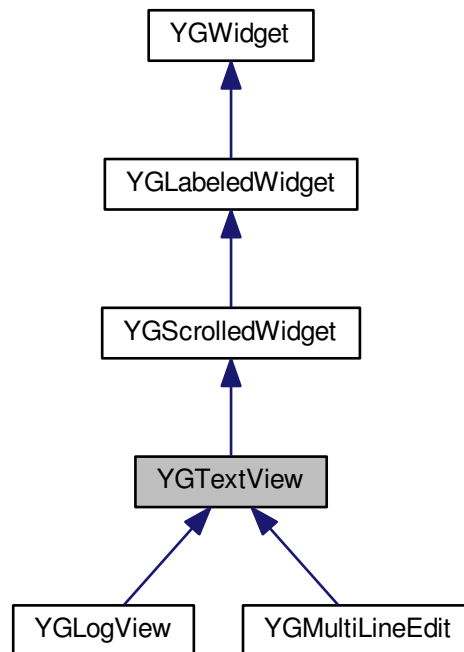 YGWidget
YGLabeledWidget
YGScrolledWidget
YGTextView
YGLogView
YGMultiLineEdit